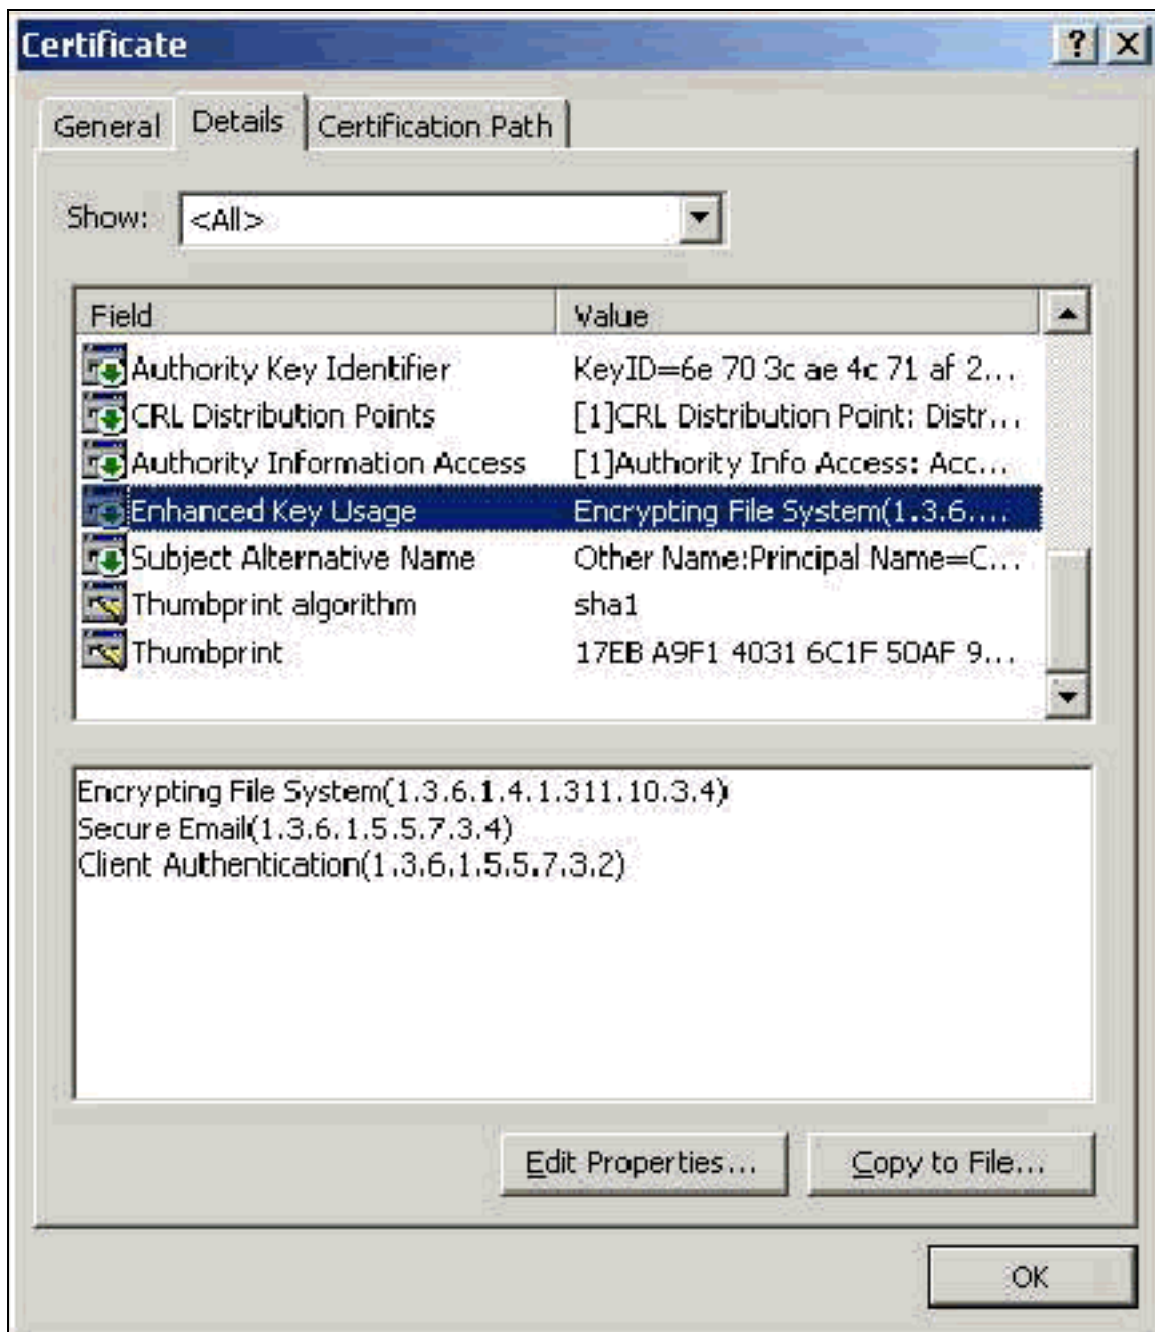 Certificate
General Details Certification Path
Show: <All>
Field Value
Authority Key Identifier KeyID=6e 70 3c ae 4c 71 af 2...
CRL Distribution Points [1]CRL Distribution Point: Distr...
Authority Information Access [1]Authority Info Access: Acc...
Enhanced Key Usage Encrypting File System(1.3.6....
Subject Alternative Name Other Name:Principal Name=C...
Thumbprint algorithm sha1
Thumbprint 17EB A9F1 4031 6C1F 50AF 9...
Encrypting File System(1.3.6.1.4.1.311.10.3.4)
Secure Email(1.3.6.1.5.5.7.3.4)
Client Authentication(1.3.6.1.5.5.7.3.2)
Edit Properties... Copy to File...
OK